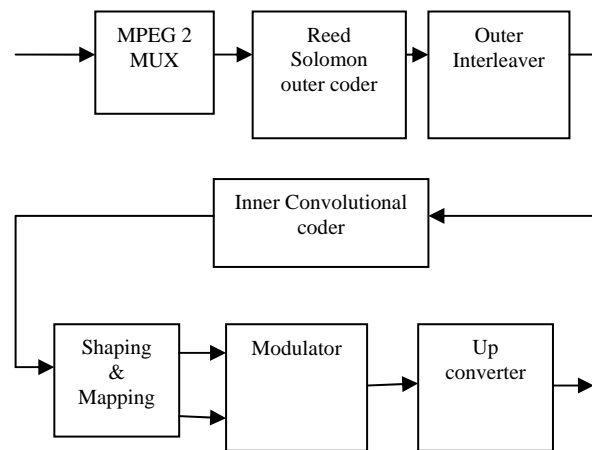 MPEG 2
MUX
Reed
Solomon
outer coder
Outer
Interleaver
Inner Convolutional
coder
Shaping
&
Mapping
Modulator
Up
converter